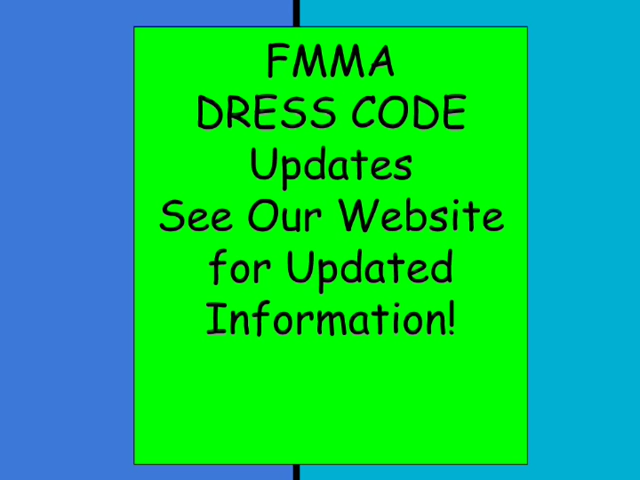 FMMA
DRESS CODE
Updates
See Our Website
for Updated
Information!